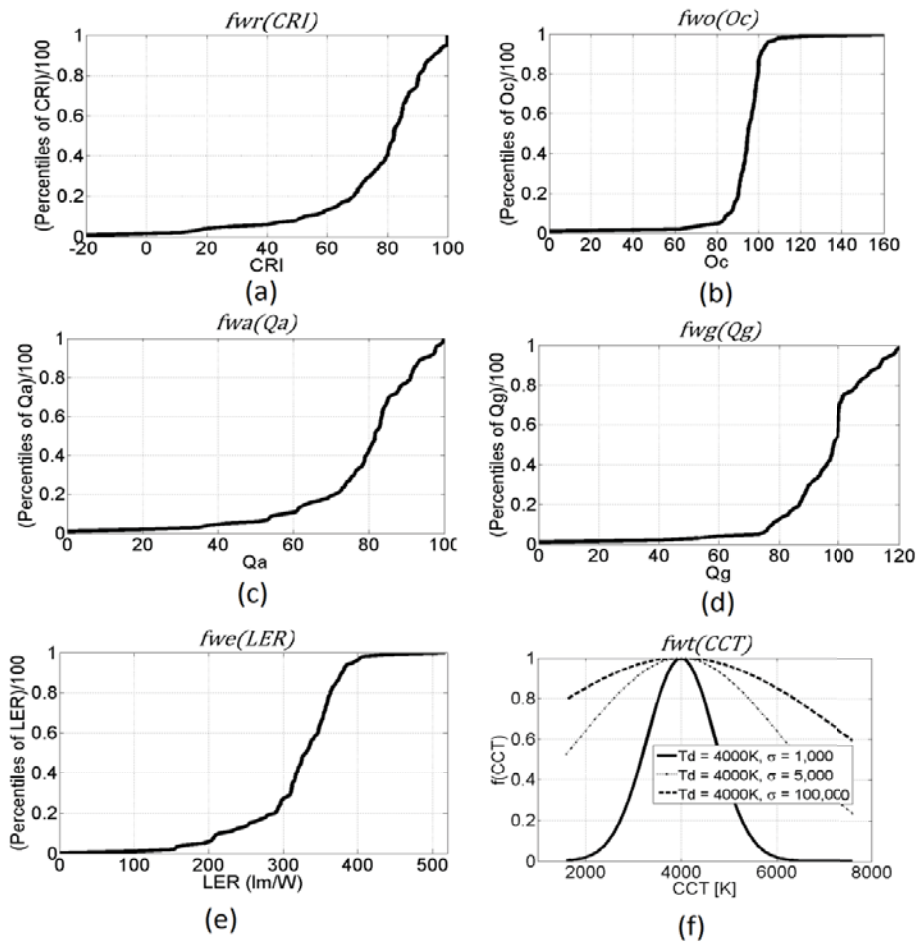 fwr(CRI)
(Percentiles of CRI)/100
1
0.8
0.6
0.4
0.2
0
-20 0 20 40 60 80 100
CRI
(a)
fwo(Oc)
(Percentiles of Oc)/100
1
0.8
0.6
0.4
0.2
0
0 20 40 60 80 100 120 140 160
Oc
(b)
fwa(Qa)
(Percentiles of Qa)/100
1
0.8
0.6
0.4
0.2
0
0 20 40 60 80 100
Qa
(c)
fwg(Qg)
(Percentiles of Qg)/100
1
0.8
0.6
0.4
0.2
0
0 20 40 60 80 100 120
Qg
(d)
fwe(LER)
(Percentiles of LER)/100
1
0.8
0.6
0.4
0.2
0
0 100 200 300 400 500
LER (lm/W)
(e)
fwt(CCT)
f(CCT)
1
0.8
0.6
0.4
0.2
0
Td = 4000K, σ = 1,000
Td = 4000K, σ = 5,000
Td = 4000K, σ = 100,000
2000 4000 6000 8000
CCT [K]
(f)